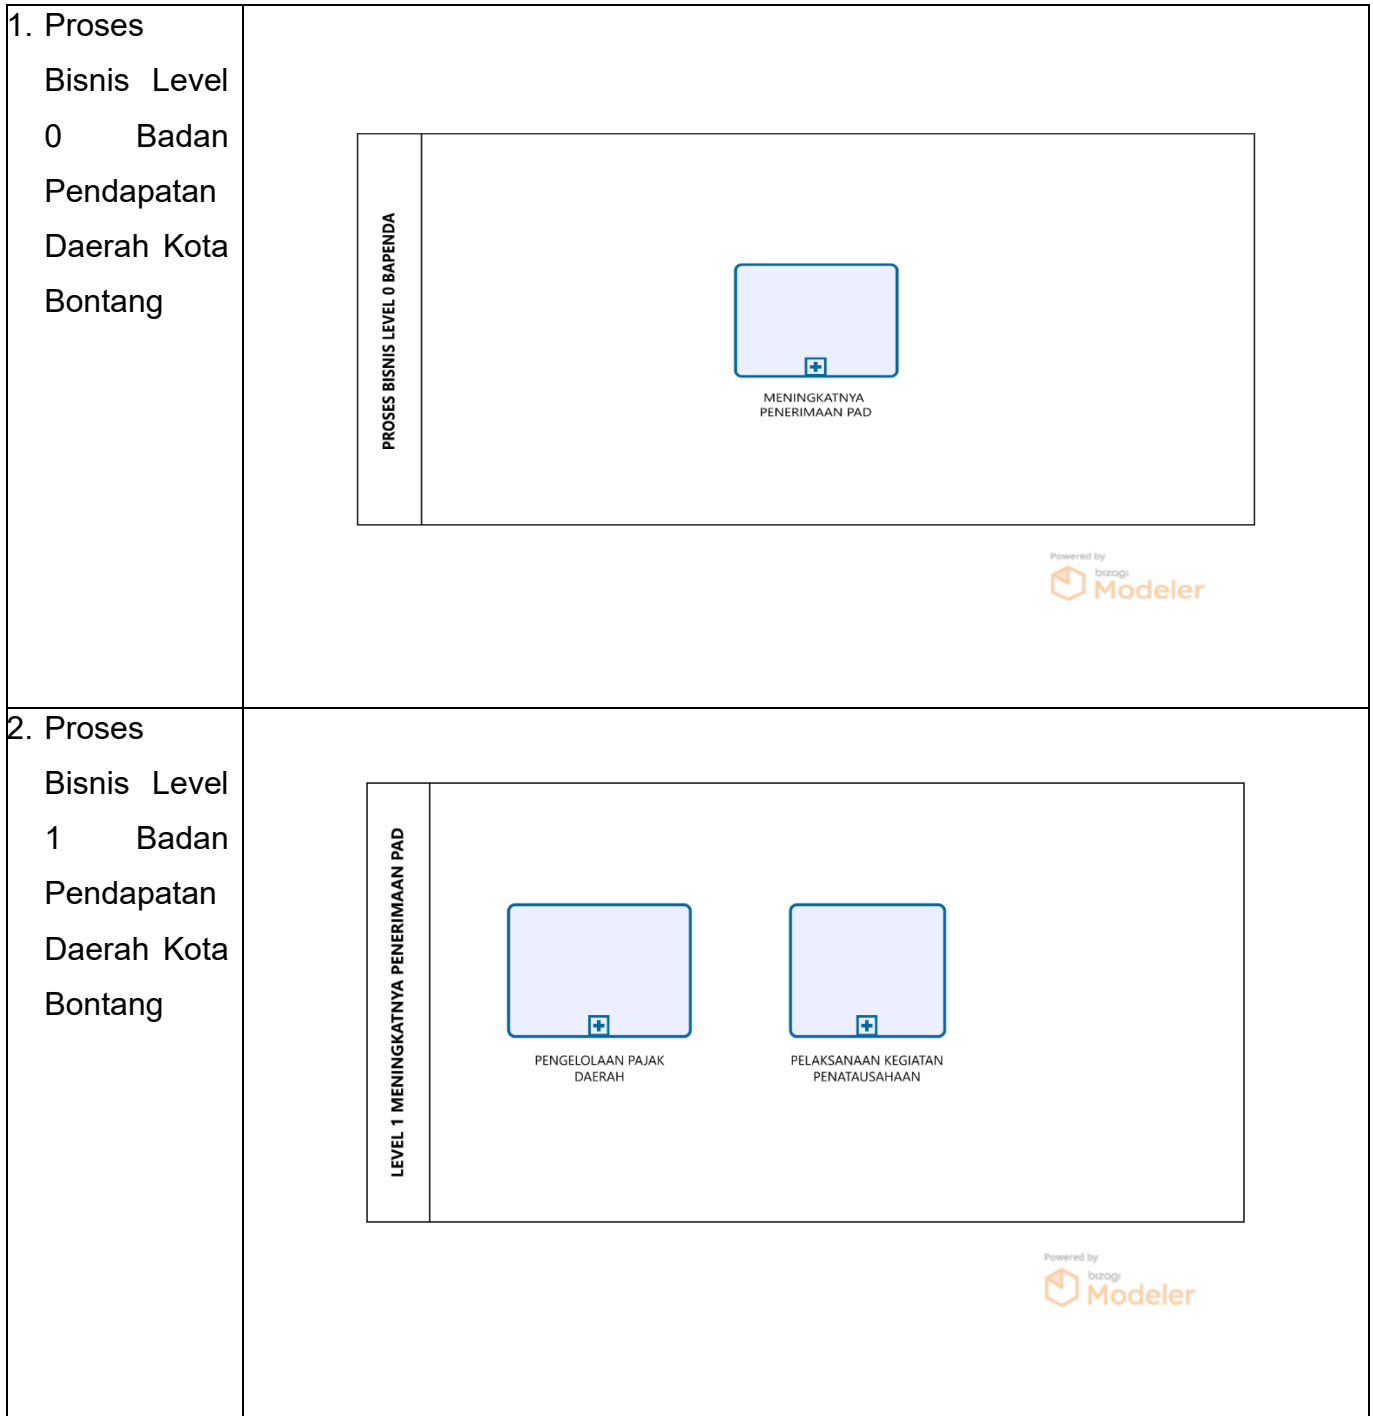 1. Proses
Bisnis Level
0 Badan
Pendapatan
Daerah Kota
Bontang
PROSES BISNIS LEVEL 0 BAPENDA
MENINGKATNYA
PENERIMAAN PAD
Powered by
bizagi
Modeler
2. Proses
Bisnis Level
1 Badan
Pendapatan
Daerah Kota
Bontang
LEVEL 1 MENINGKATNYA PENERIMAAN PAD
PENGELOLAAN PAJAK
DAERAH
PELAKSANAAN KEGIATAN
PENATAUSAHAAN
Powered by
bizagi
Modeler